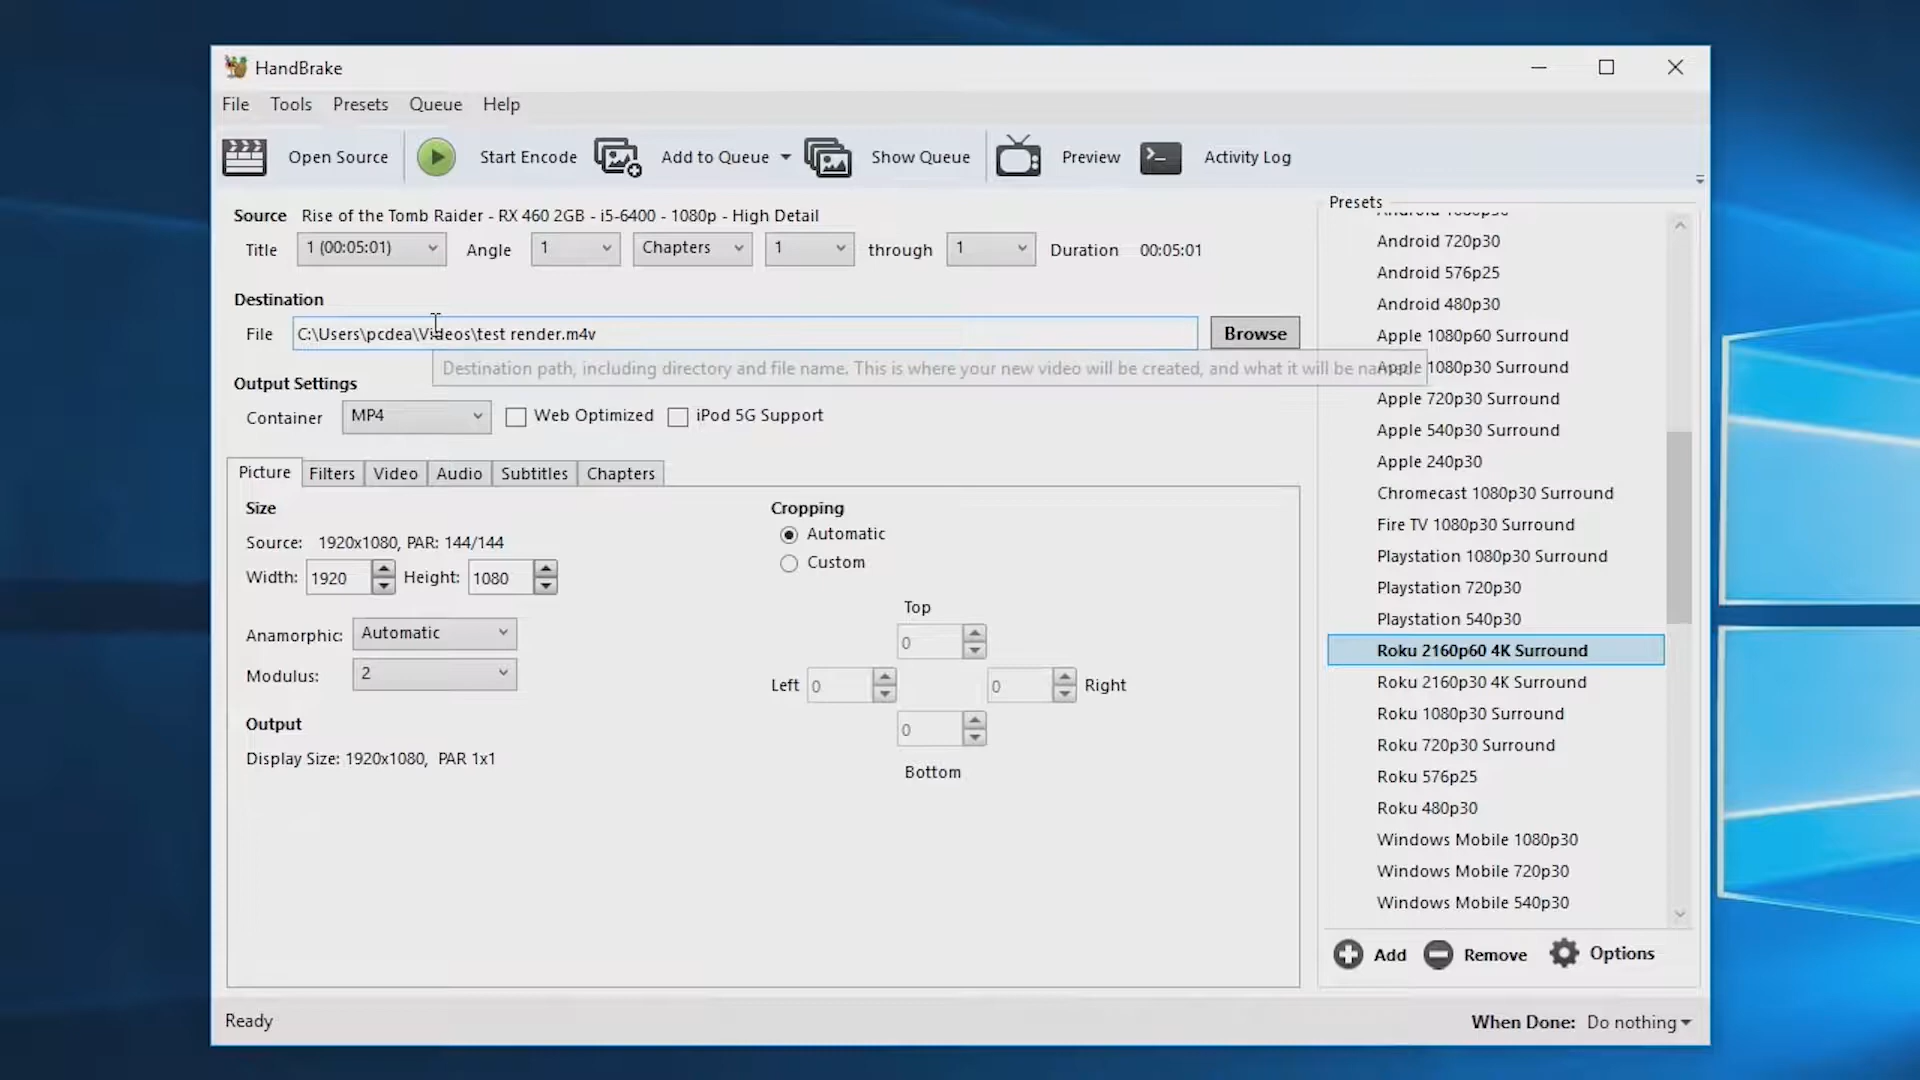 HandBrake
File Tools Presets Queue Help
Open Source Start Encode Add to Queue Show Queue Preview Activity Log
Source Rise of the Tomb Raider - RX 460 2GB - i5-6400 - 1080p - High Detail
Title 1 (00:05:01) Angle 1 Chapters 1 through 1 Duration 00:05:01
Destination
File C:\Users\pcdea\Videos\test render.m4v Browse
Destination path, including directory and file name. This is where your new video will be created, and what it will be named.
Output Settings
Container MP4 Web Optimized iPod 5G Support
Picture Filters Video Audio Subtitles Chapters
Size
Source: 1920x1080, PAR: 144/144
Width: 1920 Height: 1080
Anamorphic: Automatic
Modulus: 2
Output
Display Size: 1920x1080, PAR 1x1
Cropping
Automatic
Custom
Top
0
Left 0 0 Right
0
Bottom
Presets
Android 1080p30
Android 720p30
Android 576p25
Android 480p30
Apple 1080p60 Surround
Apple 1080p30 Surround
Apple 720p30 Surround
Apple 540p30 Surround
Apple 240p30
Chromecast 1080p30 Surround
Fire TV 1080p30 Surround
Playstation 1080p30 Surround
Playstation 720p30
Playstation 540p30
Roku 2160p60 4K Surround
Roku 2160p30 4K Surround
Roku 1080p30 Surround
Roku 720p30 Surround
Roku 576p25
Roku 480p30
Windows Mobile 1080p30
Windows Mobile 720p30
Windows Mobile 540p30
Add Remove Options
Ready
When Done: Do nothing